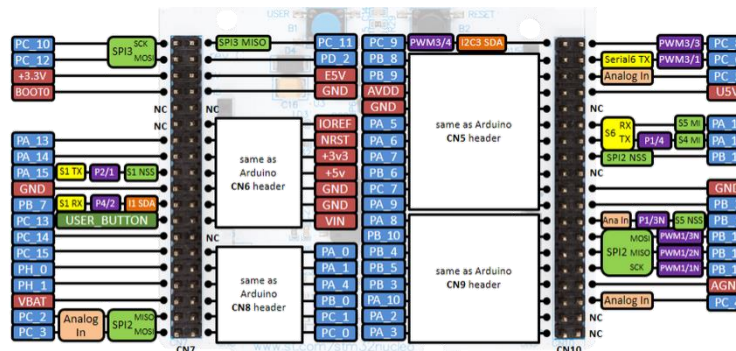 USER
B1
RESET
PC_10
SPI3
SCK
MOSI
SPI3 MISO
PC_11
PC_9
PWM3/4
I2C3 SDA
PWM3/3
PC_12
PD_2
PB_8
Serial6 TX
PWM3/1
+3.3V
E5V
PB_9
Analog In
BOOT0
GND
AVDD
U5V
NC
GND
NC
NC
IOREF
PA_5
S6
RX
TX
S5 MI
PA_13
NRST
PA_6
P1/4
S4 MI
PA_14
+3v3
PA_7
SPI2 NSS
PA_15
S1 TX
P2/1
S1 NSS
+5v
PB_6
NC
GND
GND
PC_7
GND
PB_7
S1 RX
P4/2
I1 SDA
GND
PA_9
PC_13
USER_BUTTON
VIN
PA_8
Ana In
P1/3N
S5 NSS
PC_14
NC
PB_10
SPI2
MOSI
MISO
SCK
PWM1/3N
PC_15
PA_0
PB_4
PWM1/2N
PH_0
PA_1
PB_5
PWM1/1N
PH_1
PA_4
PB_3
VBAT
PB_0
PA_10
Analog In
PC_2
Analog
In
SPI2
MISO
MOSI
PC_1
PA_2
NC
PC_3
PC_0
PA_3
NC
same as
Arduino
CN6 header
same as
Arduino
CN8 header
same as Arduino
CN5 header
same as Arduino
CN9 header
CN7
CN10
www.st.com/stm32nucleo